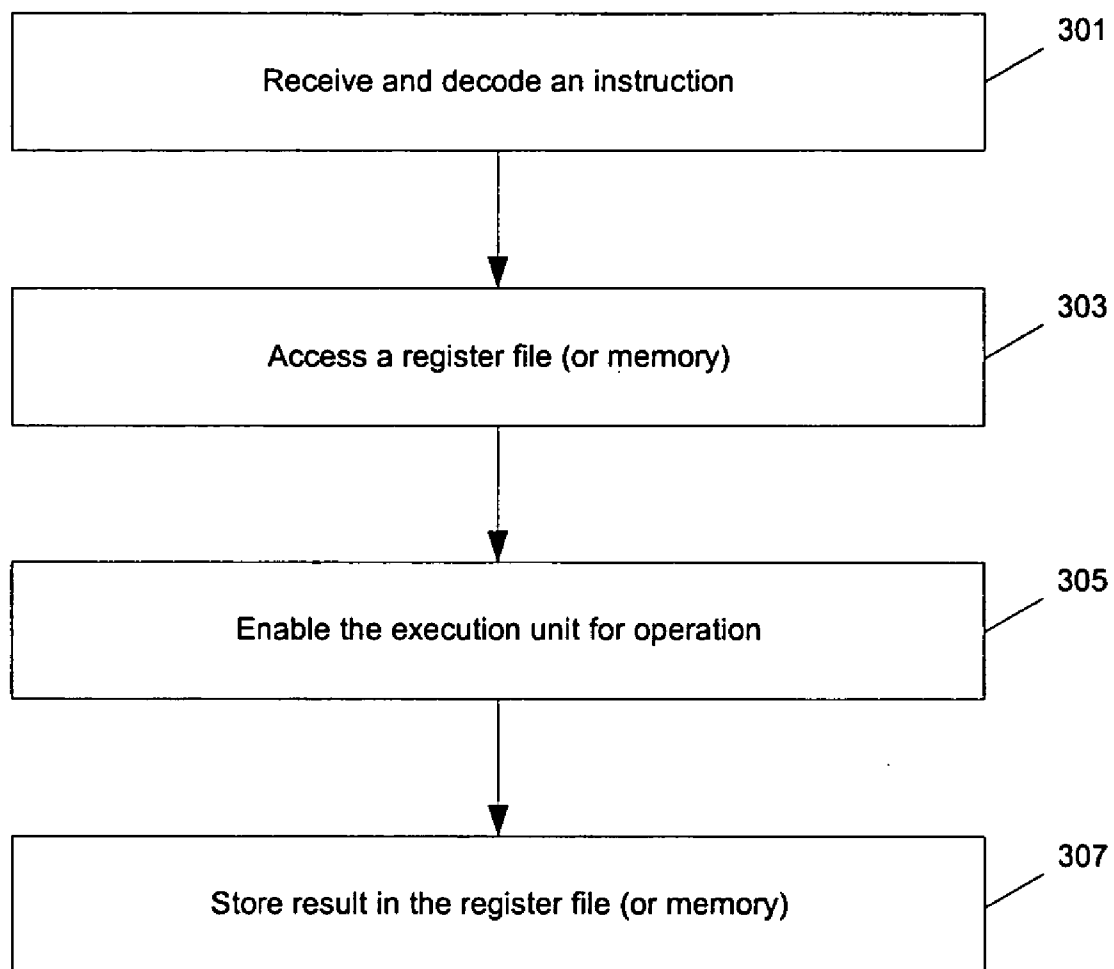 301
Receive and decode an instruction
303
Access a register file (or memory)
305
Enable the execution unit for operation
307
Store result in the register file (or memory)